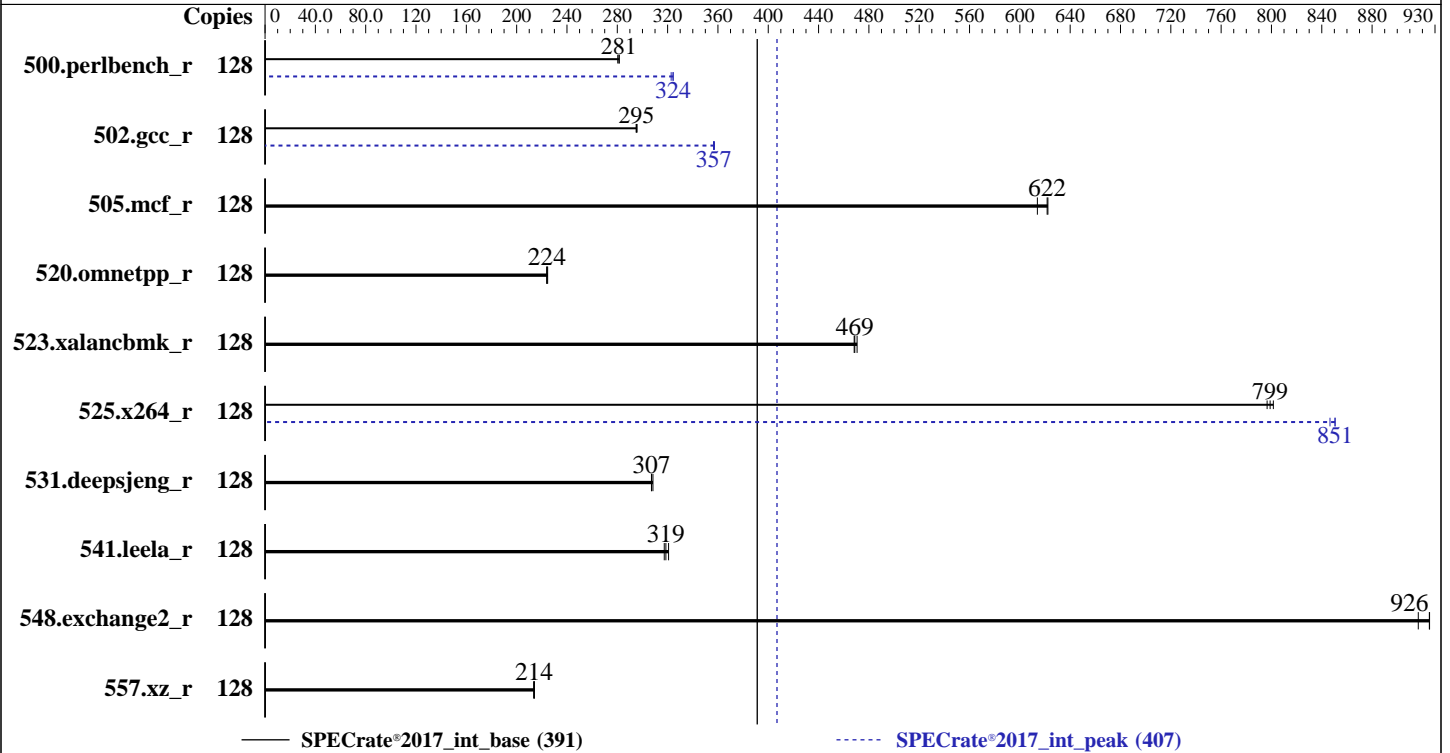 Copies 0 40.0 80.0 120 160 200 240 280 320 360 400 440 480 520 560 600 640 680 720 760 800 840 880 930
500.perlbench_r 128 281
324
502.gcc_r 128 295
357
505.mcf_r 128 622
520.omnetpp_r 128 224
523.xalancbmk_r 128 469
525.x264_r 128 799
851
531.deepsjeng_r 128 307
541.leela_r 128 319
548.exchange2_r 128 926
557.xz_r 128 214
SPECrate®2017_int_base (391) SPECrate®2017_int_peak (407)